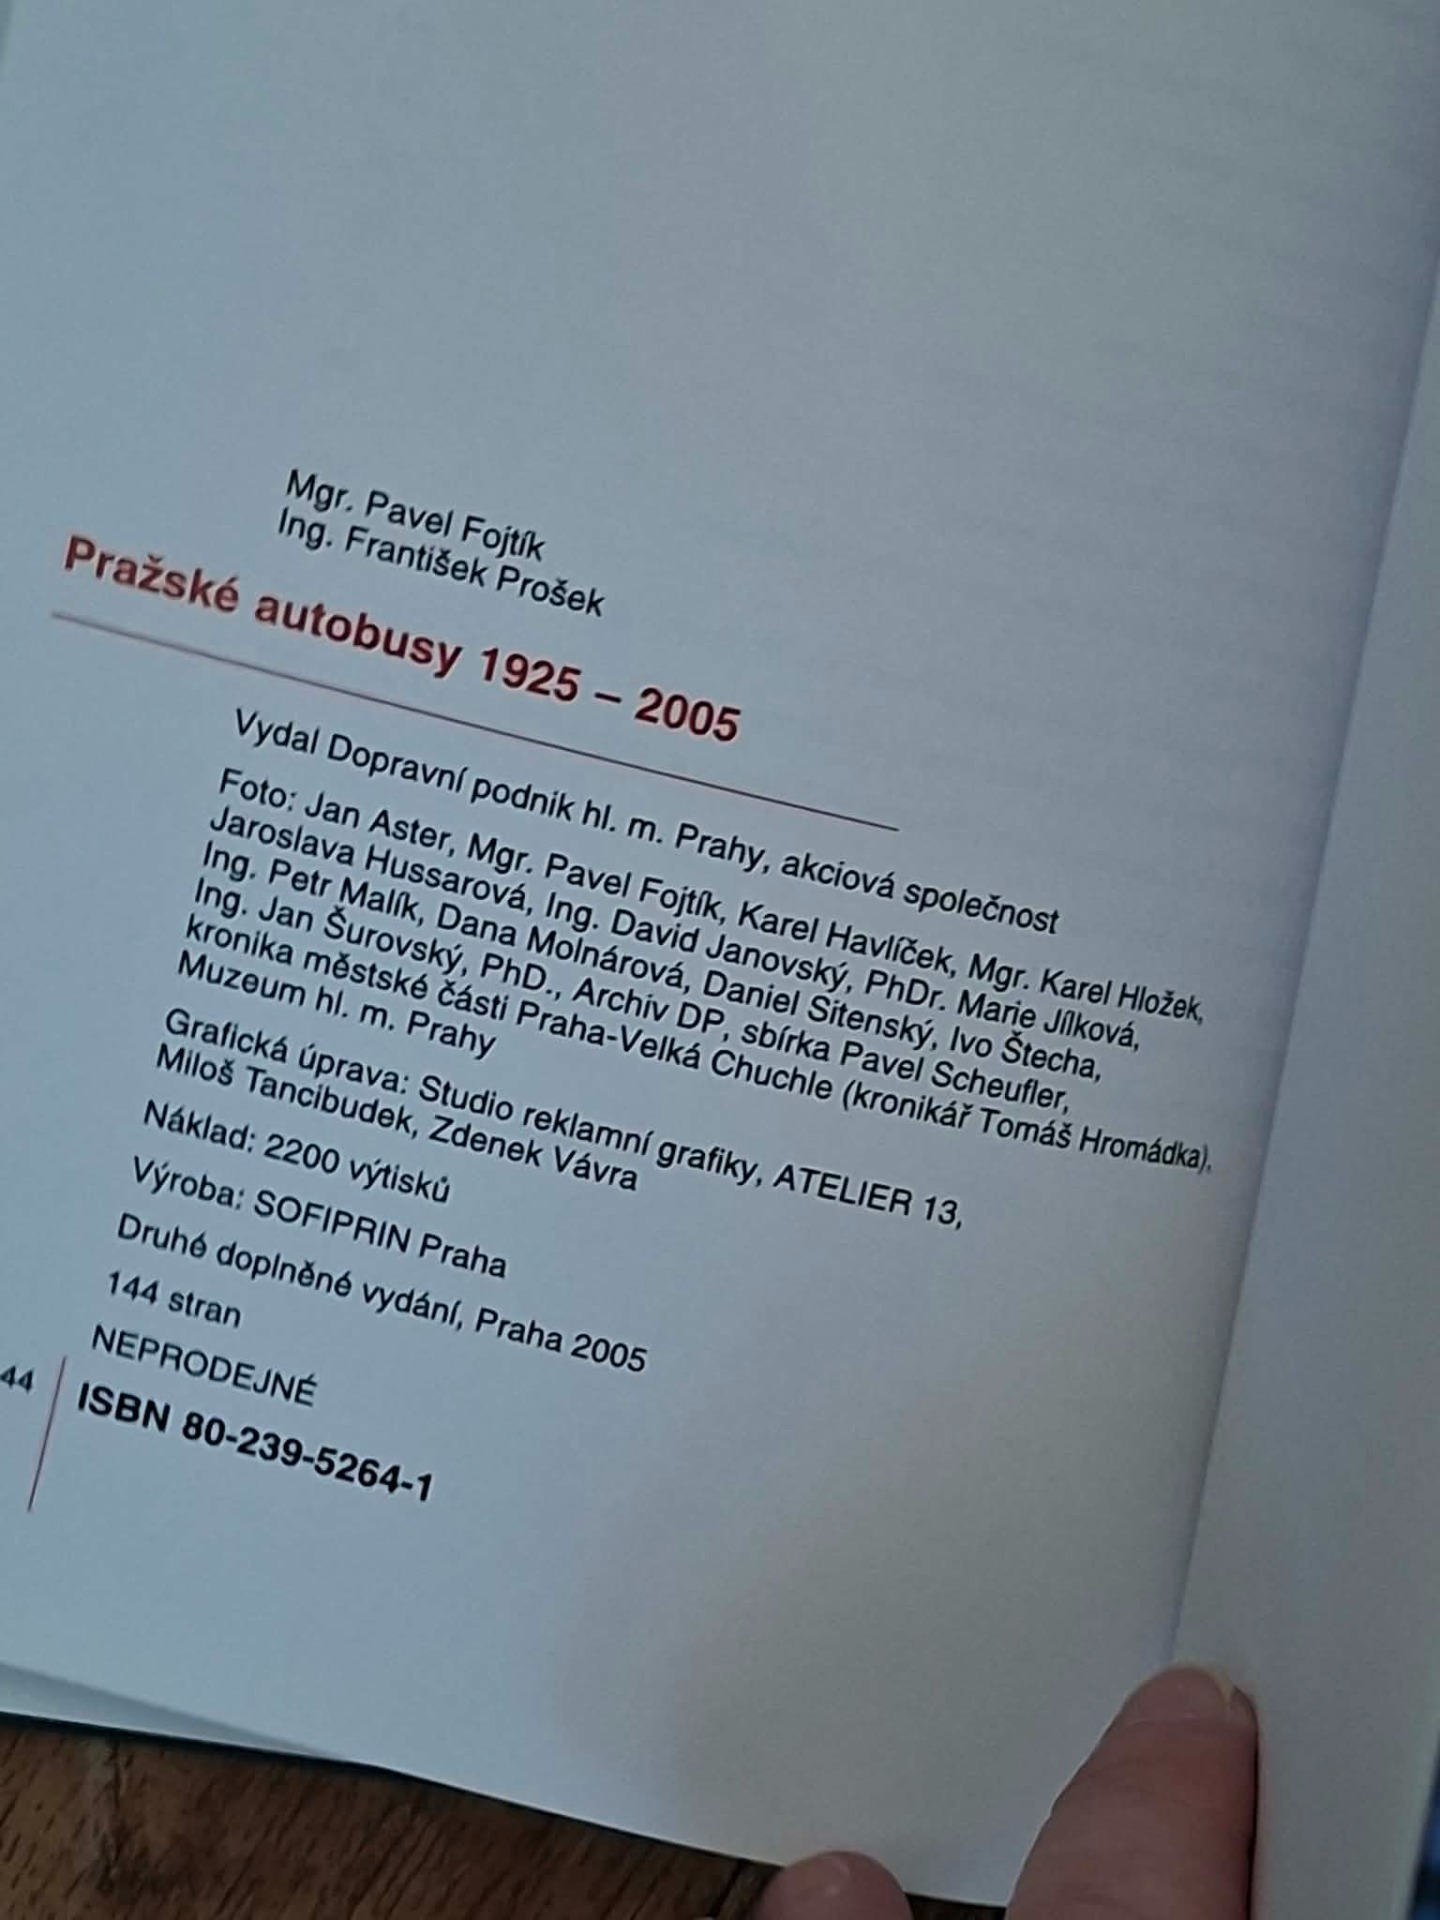 Mgr. Pavel Fojtík
Ing. František Prošek
Pražské autobusy 1925 – 2005
Vydal Dopravní podnik hl. m. Prahy, akciová společnost
Foto: Jan Aster, Mgr. Pavel Fojtík, Karel Havlíček, Mgr. Karel Hložek,
Jaroslava Hussarová, Ing. David Janovský, PhDr. Marie Jílková,
Ing. Petr Malík, Dana Molnárová, Daniel Sitenský, Ivo Štecha,
Ing. Jan Šurovský, PhD., Archiv DP, sbírka Pavel Scheufler,
kronika městské části Praha-Velká Chuchle (kronikář Tomáš Hromádka),
Muzeum hl. m. Prahy
Grafická úprava: Studio reklamní grafiky, ATELIER 13,
Miloš Tancibudek, Zdenek Vávra
Náklad: 2200 výtisků
Výroba: SOFIPRIN Praha
Druhé doplněné vydání, Praha 2005
144 stran
NEPRODEJNÉ
ISBN 80-239-5264-1
44